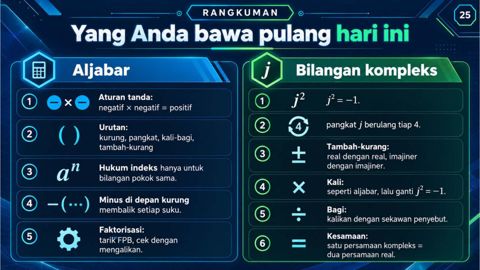 RANGKUMAN
25
Yang Anda bawa pulang hari ini
Aljabar
1
− × −
Aturan tanda:
negatif × negatif = positif
2
( )
Urutan:
kurung, pangkat, kali-bagi,
tambah-kurang
3
aⁿ
Hukum indeks hanya untuk
bilangan pokok sama.
4
−(⋯)
Minus di depan kurung
membalik setiap suku.
5
Faktorisasi:
tarik FPB, cek dengan
mengalikan.
j
Bilangan kompleks
1
j²
j² = −1.
2
4
pangkat j berulang tiap 4.
3
±
Tambah-kurang:
real dengan real, imajiner
dengan imajiner.
4
×
Kali:
seperti aljabar, lalu ganti j² = −1.
5
÷
Bagi:
kalikan dengan sekawan penyebut.
6
=
Kesamaan:
satu persamaan kompleks =
dua persamaan real.